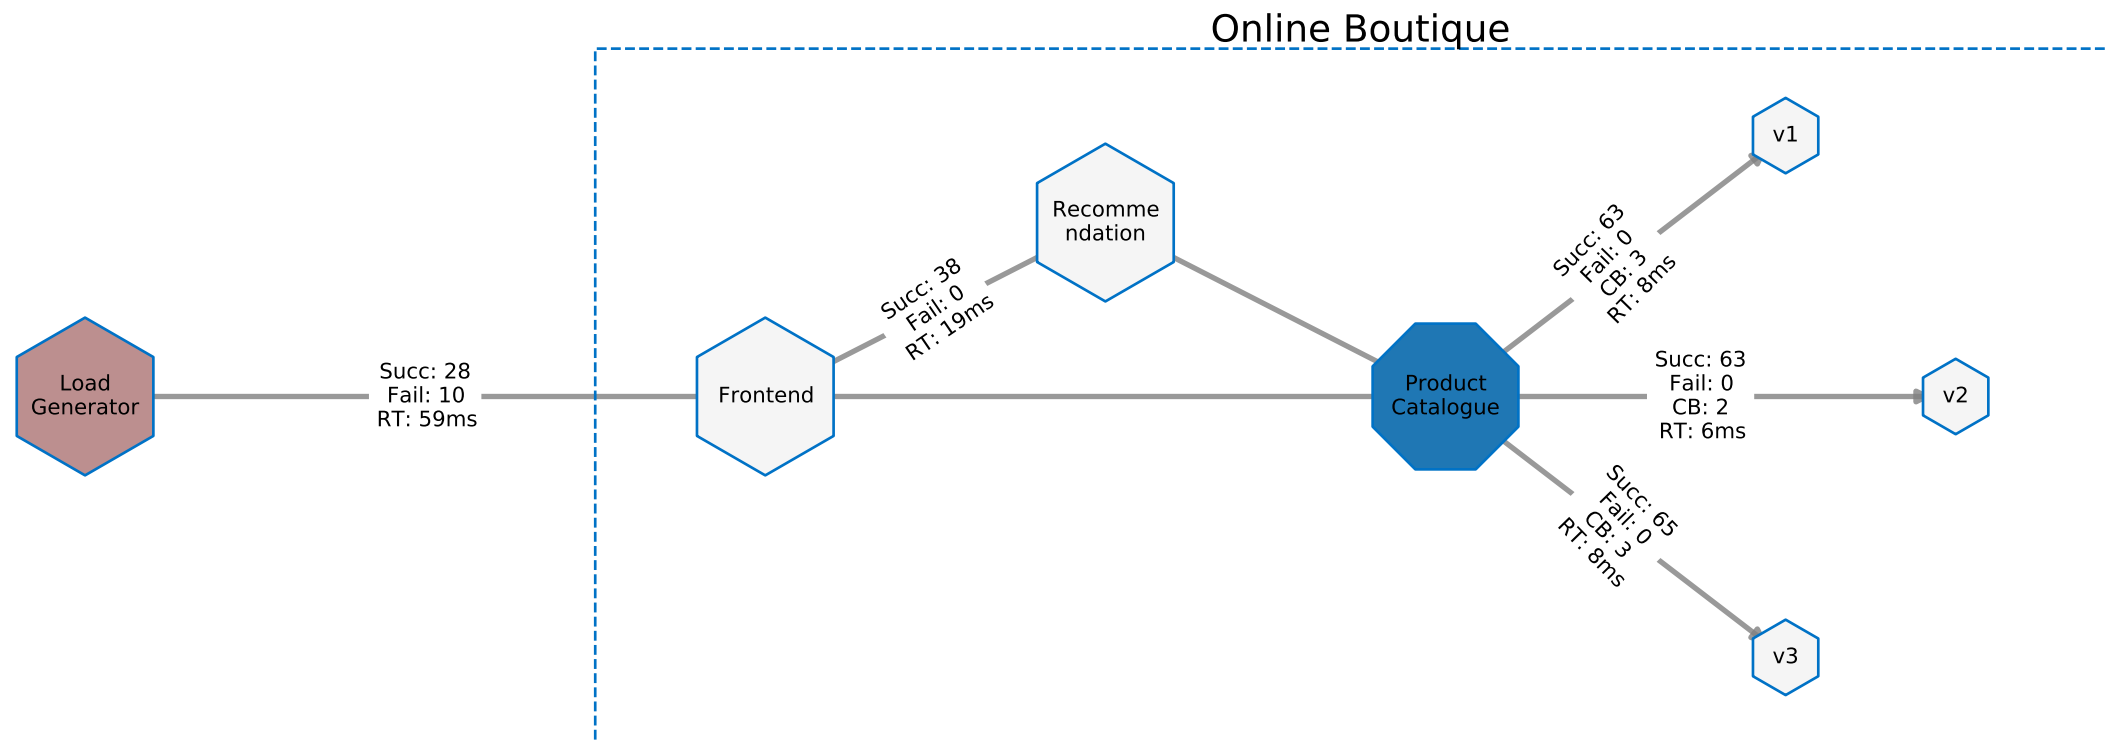 Online Boutique
Load
Generator
Succ: 28
Fail: 10
RT: 59ms
Frontend
Succ: 38
Fail: 0
RT: 19ms
Recomme
ndation
Product
Catalogue
Succ: 63
Fail: 0
CB: 3
RT: 8ms
v1
Succ: 63
Fail: 0
CB: 2
RT: 6ms
v2
Succ: 65
Fail: 0
CB: 3
RT: 8ms
v3